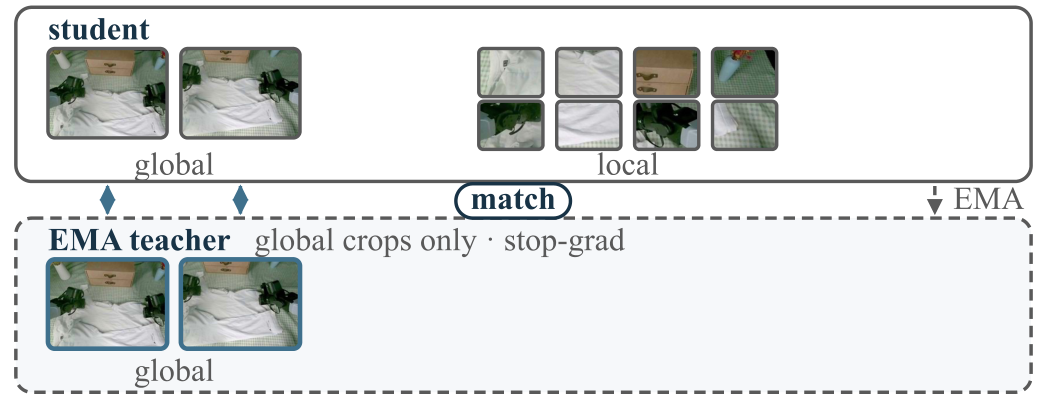 student
global
local
match
EMA
EMA teacher global crops only · stop-grad
global